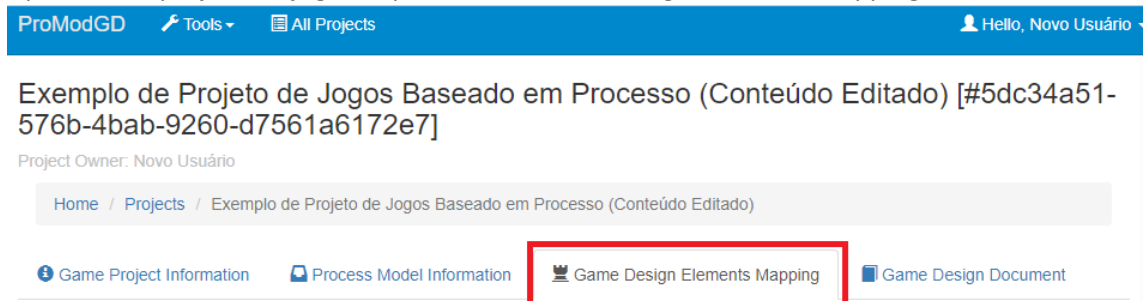 ProModGD Tools All Projects Hello, Novo Usuário
Exemplo de Projeto de Jogos Baseado em Processo (Conteúdo Editado) [#5dc34a51-
576b-4bab-9260-d7561a6172e7]
Project Owner: Novo Usuário
Home / Projects / Exemplo de Projeto de Jogos Baseado em Processo (Conteúdo Editado)
Game Project Information Process Model Information Game Design Elements Mapping Game Design Document